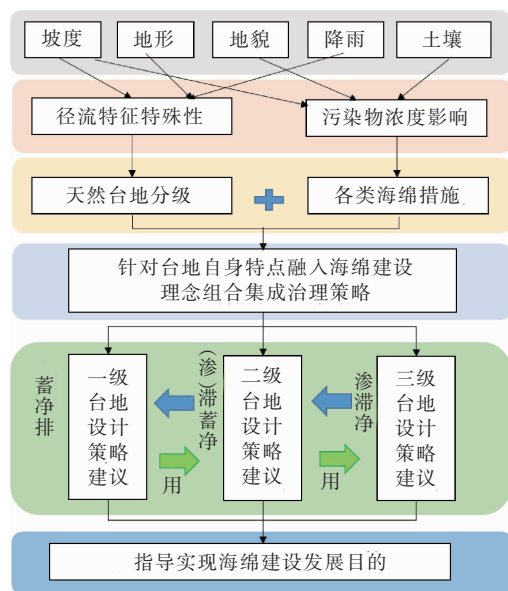 坡度 地形 地貌 降雨 土壤
径流特征特殊性 污染物浓度影响
天然台地分级 各类海绵措施
针对台地自身特点融入海绵建设
理念组合集成治理策略
蓄净排
一级
台地
设计
策略
建议
(渗)滞蓄净
用
二级
台地
设计
策略
建议
渗滞净
用
三级
台地
设计
策略
建议
指导实现海绵建设发展目的